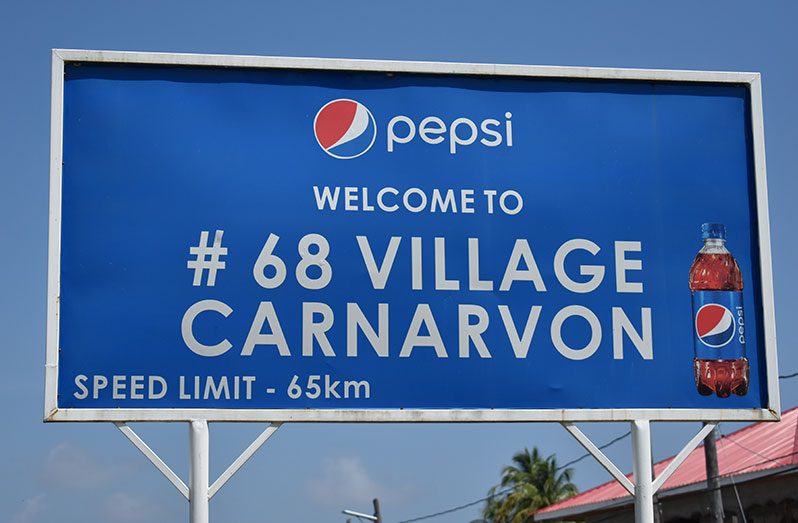 pepsi
WELCOME TO
# 68 VILLAGE
CARNARVON
pepsi
SPEED LIMIT - 65km